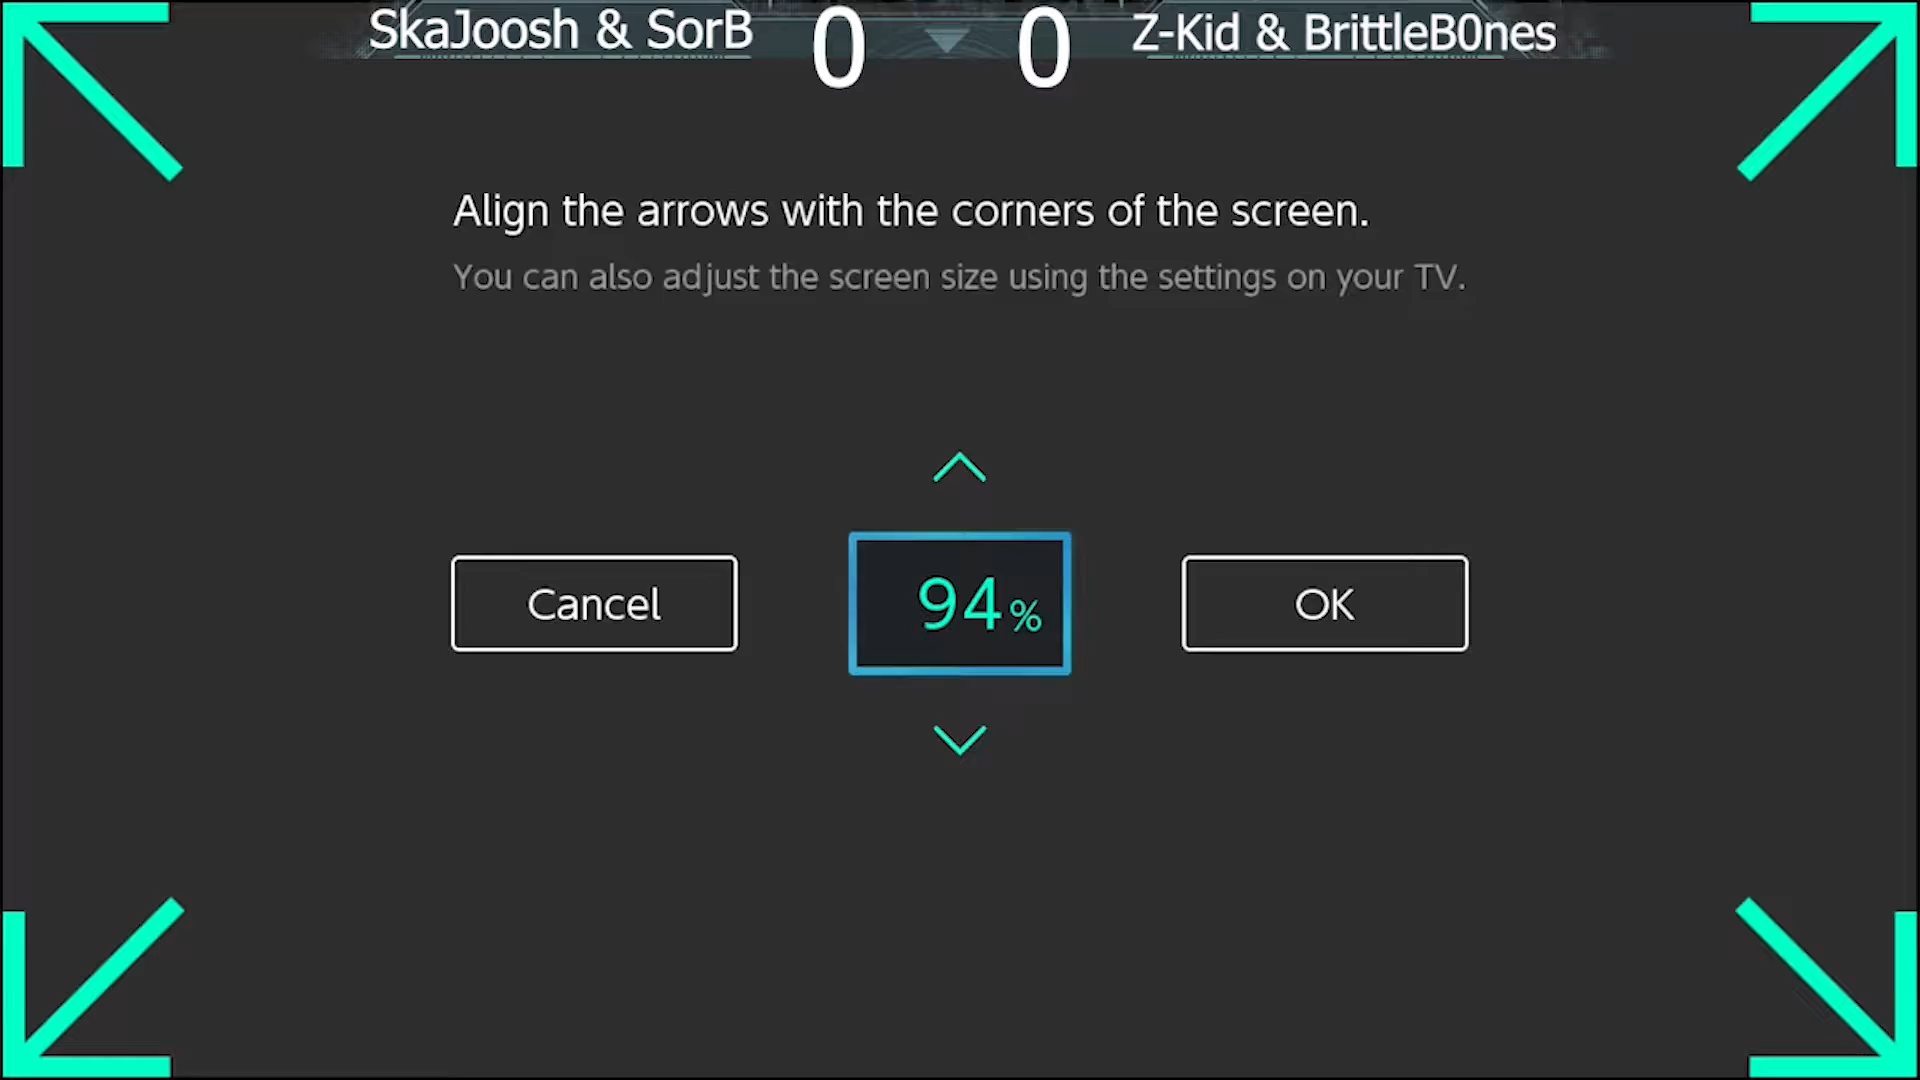 SkaJoosh & SorB 0 0 Z-Kid & BrittleB0nes
Align the arrows with the corners of the screen.
You can also adjust the screen size using the settings on your TV.
Cancel 94% OK